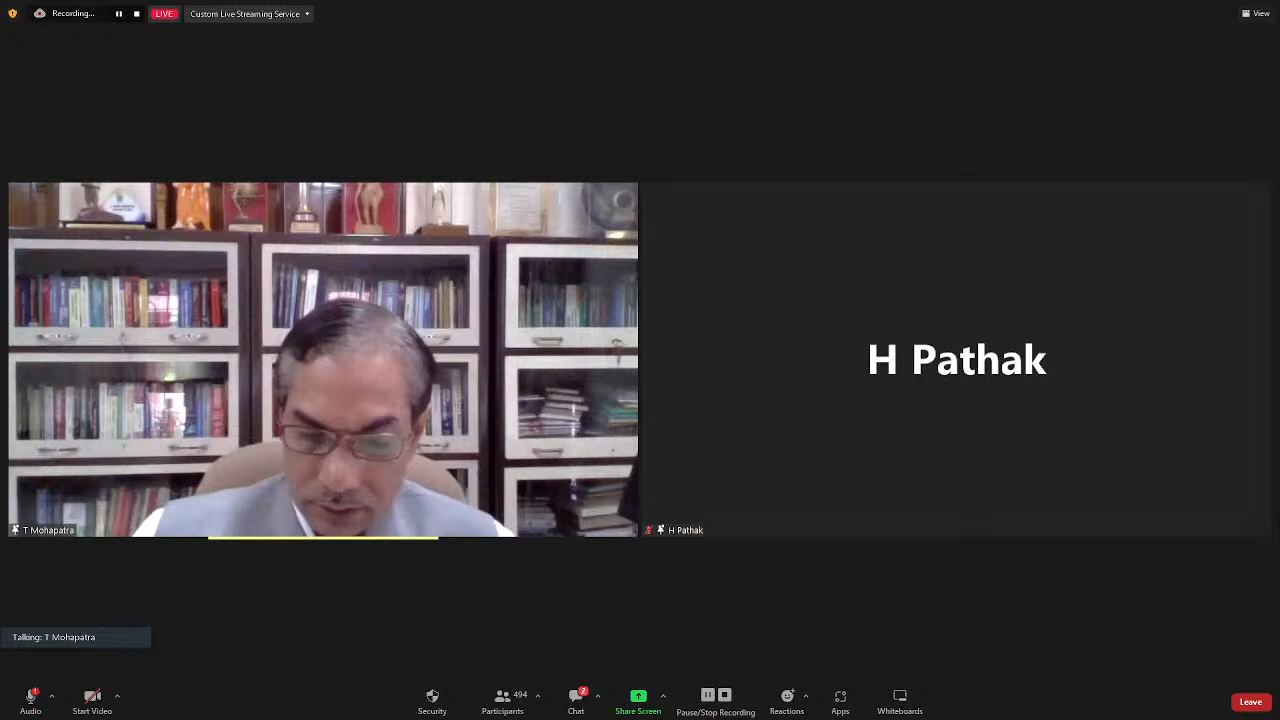 Recording...
LIVE
Custom Live Streaming Service
View
H Pathak
T Mohapatra
H Pathak
Talking: T Mohapatra
Audio
Start Video
Security
494
Participants
2
Chat
Share Screen
Pause/Stop Recording
Reactions
Apps
Whiteboards
Leave